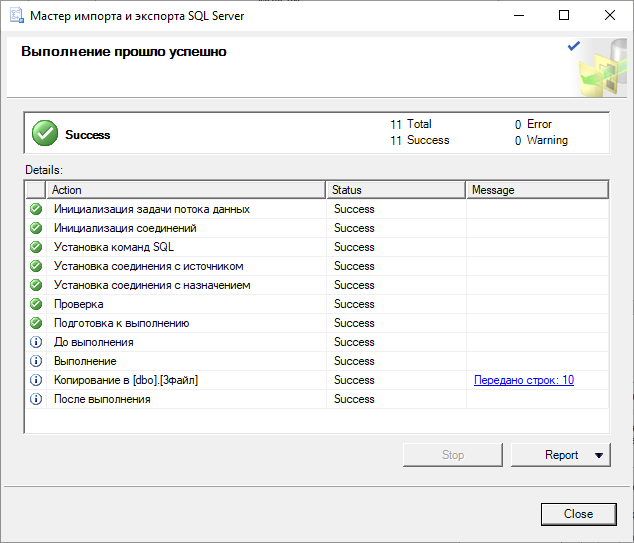 Мастер импорта и экспорта SQL Server
Выполнение прошло успешно
Success
11 Total 0 Error
11 Success 0 Warning
Details:
Action Status Message
Инициализация задачи потока данных Success
Инициализация соединений Success
Установка команд SQL Success
Установка соединения с источником Success
Установка соединения с назначением Success
Проверка Success
Подготовка к выполнению Success
До выполнения Success
Выполнение Success
Копирование в [dbo].[3файл] Success Передано строк: 10
После выполнения Success
Stop Report
Close